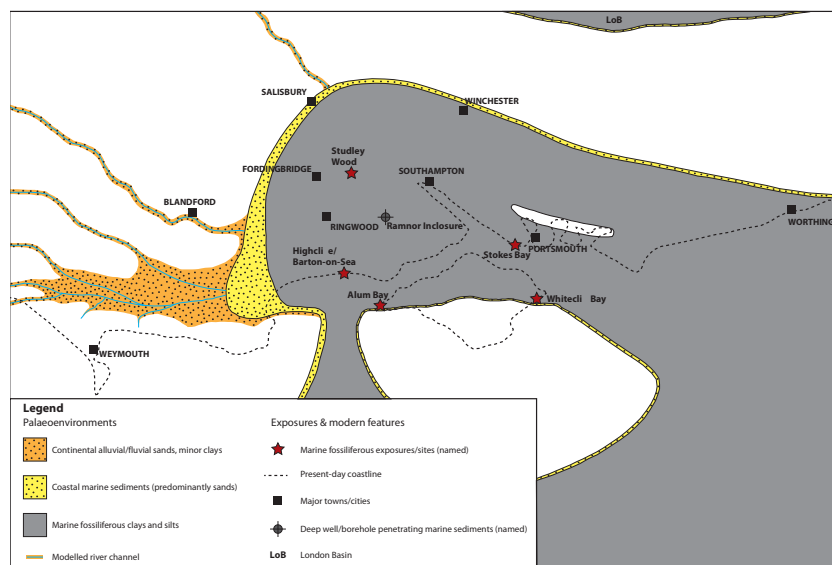 LoB
SALISBURY
WINCHESTER
Studley
Wood
FORDINGBRIDGE
SOUTHAMPTON
BLANDFORD
RINGWOOD
Ramnor Inclosure
WORTHING
PORTSMOUTH
Stokes Bay
Highcli e/
Barton-on-Sea
Alum Bay
Whitecli Bay
WEYMOUTH
Legend
Palaeoenvironments
Continental alluvial/fluvial sands, minor clays
Coastal marine sediments (predominantly sands)
Marine fossiliferous clays and silts
Modelled river channel
Exposures & modern features
Marine fossiliferous exposures/sites (named)
Present-day coastline
Major towns/cities
Deep well/borehole penetrating marine sediments (named)
LoB London Basin